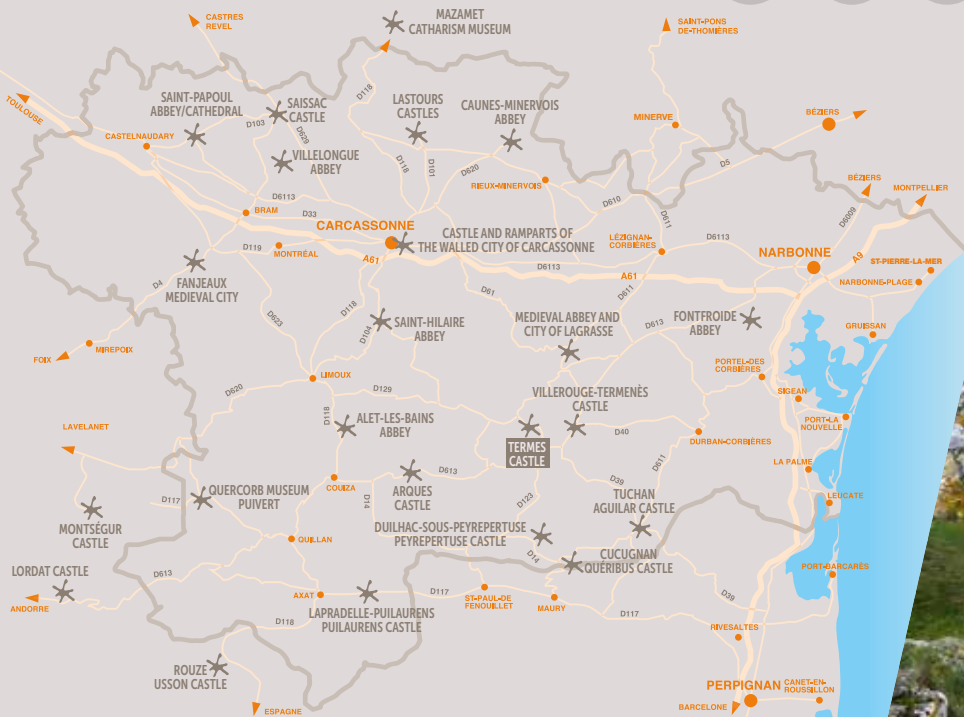 CASTRES
REVEL
MAZAMET
CATHARISM MUSEUM
SAINT-PONS
DE-THOMIÈRES
TOULOUSE
SAINT-PAPOUL
ABBEY/CATHEDRAL
SAISSAC
CASTLE
D118
LASTOURS
CASTLES
CAUNES-MINERVOIS
ABBEY
MINERVE
BÉZIERS
CASTELNAUDARY
D103
D629
VILLELONGUE
ABBEY
D118
D101
D620
D5
RIEUX-MINERVOIS
BÉZIERS
MONTPELLIER
D6113
D610
BRAM
D33
CARCASSONNE
D611
D6009
D119
MONTRÉAL
CASTLE AND RAMPARTS OF
THE WALLED CITY OF CARCASSONNE
LÉZIGNAN-
CORBIÈRES
D6113
NARBONNE
A9
ST-PIERRE-LA-MER
A61
D6113
A61
NARBONNE-PLAGE
D4
FANJEAUX
MEDIEVAL CITY
D61
D611
D623
D118
D104
SAINT-HILAIRE
ABBEY
MEDIEVAL ABBEY AND
CITY OF LAGRASSE
D613
FONTFROIDE
ABBEY
GRUISSAN
FOIX
MIREPOIX
LIMOUX
PORTEL-DES
CORBIÈRES
D620
D129
VILLEROUGE-TERMENÈS
CASTLE
SIGEAN
LAVELANET
D118
ALET-LES-BAINS
ABBEY
TERMES
CASTLE
D40
DURBAN-CORBIÈRES
PORT-LA
NOUVELLE
LA PALME
D117
QUERCORB MUSEUM
PUIVERT
COUIZA
D14
ARQUES
CASTLE
D613
D123
D39
D611
TUCHAN
AGUILAR CASTLE
LEUCATE
MONTSÉGUR
CASTLE
QUILLAN
DUILHAC-SOUS-PEYREPERTUSE
PEYREPERTUSE CASTLE
D14
CUCUGNAN
QUÉRIBUS CASTLE
LORDAT CASTLE
D613
PORT-BARCARÈS
ANDORRE
AXAT
D117
LAPRADELLE-PUILAURENS
PUILAURENS CASTLE
ST-PAUL-DE
FENOUILLET
MAURY
D117
D39
D118
RIVESALTES
ROUZE
USSON CASTLE
ESPAGNE
PERPIGNAN
CANET-EN-
ROUSSILLON
BARCELONE